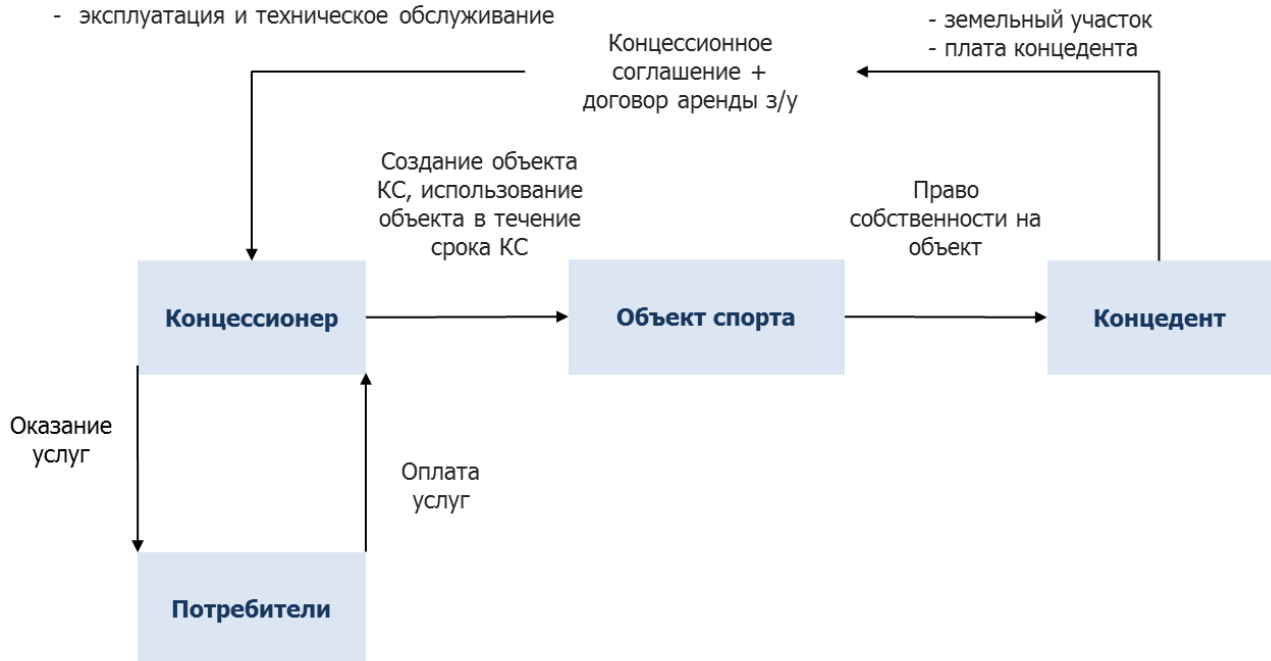 - эксплуатация и техническое обслуживание
- земельный участок
- плата концедента
Концессионное
соглашение +
договор аренды з/у
Создание объекта
КС, использование
объекта в течение
срока КС
Право
собственности на
объект
Концессионер
Объект спорта
Концедент
Оказание
услуг
Оплата
услуг
Потребители